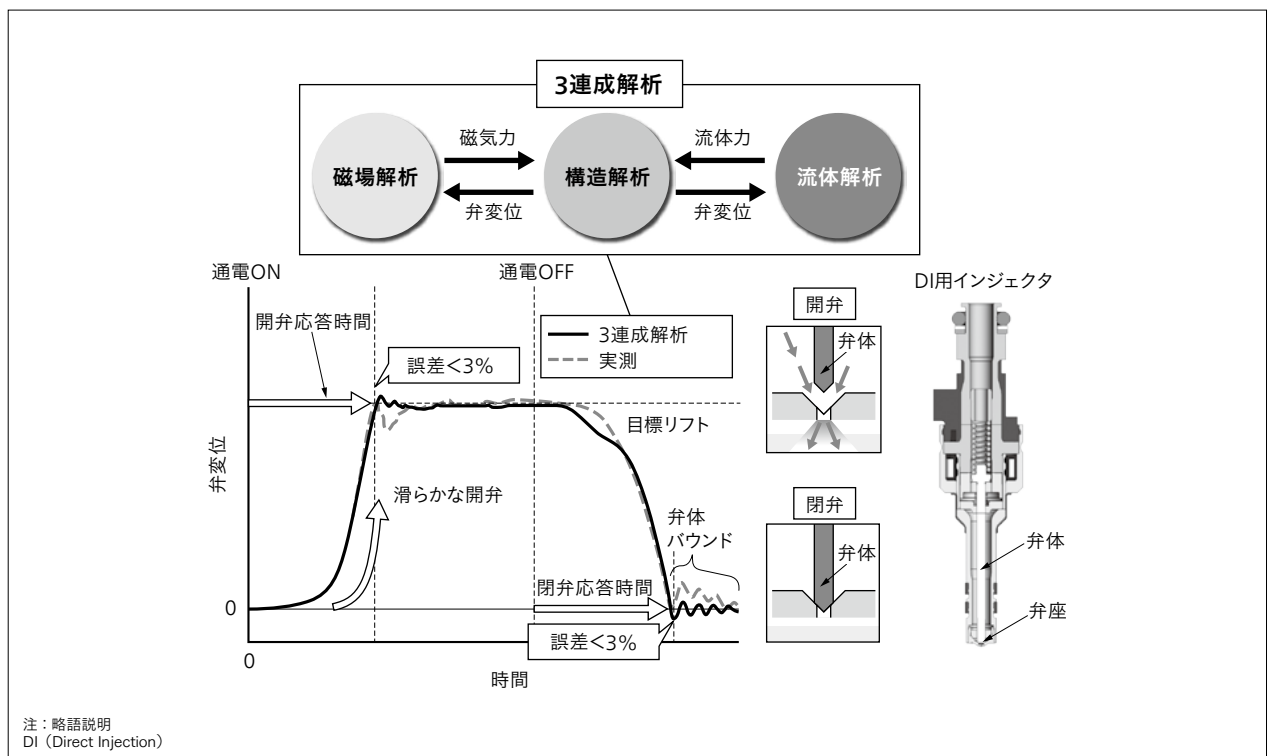 3連成解析
磁場解析
磁気力
弁変位
構造解析
流体力
弁変位
流体解析
通電ON
通電OFF
開弁応答時間
誤差<3%
3連成解析
実測
目標リフト
弁変位
滑らかな開弁
弁体
バウンド
閉弁応答時間
誤差<3%
0
0
時間
開弁
弁体
閉弁
弁体
DI用インジェクタ
弁体
弁座
注：略語説明
DI（Direct Injection）